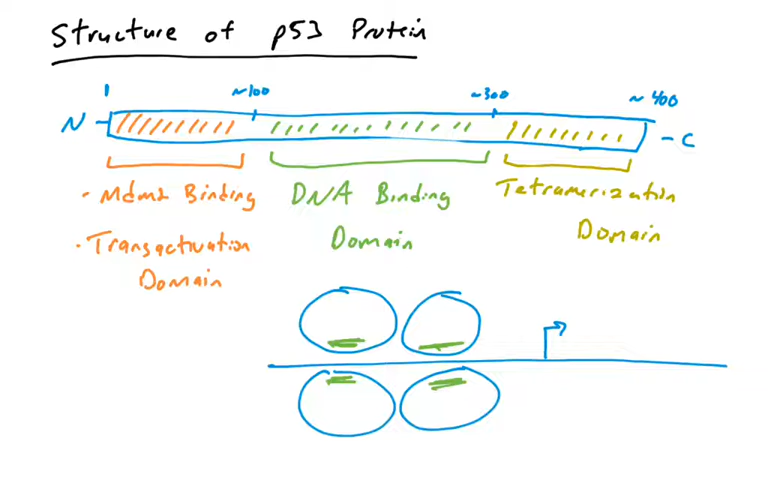 Structure of p53 Protein
1 ~100 ~300 ~400
N - - C
· Mdm2 Binding DNA Binding Tetramerization
· Transactivation Domain Domain
Domain